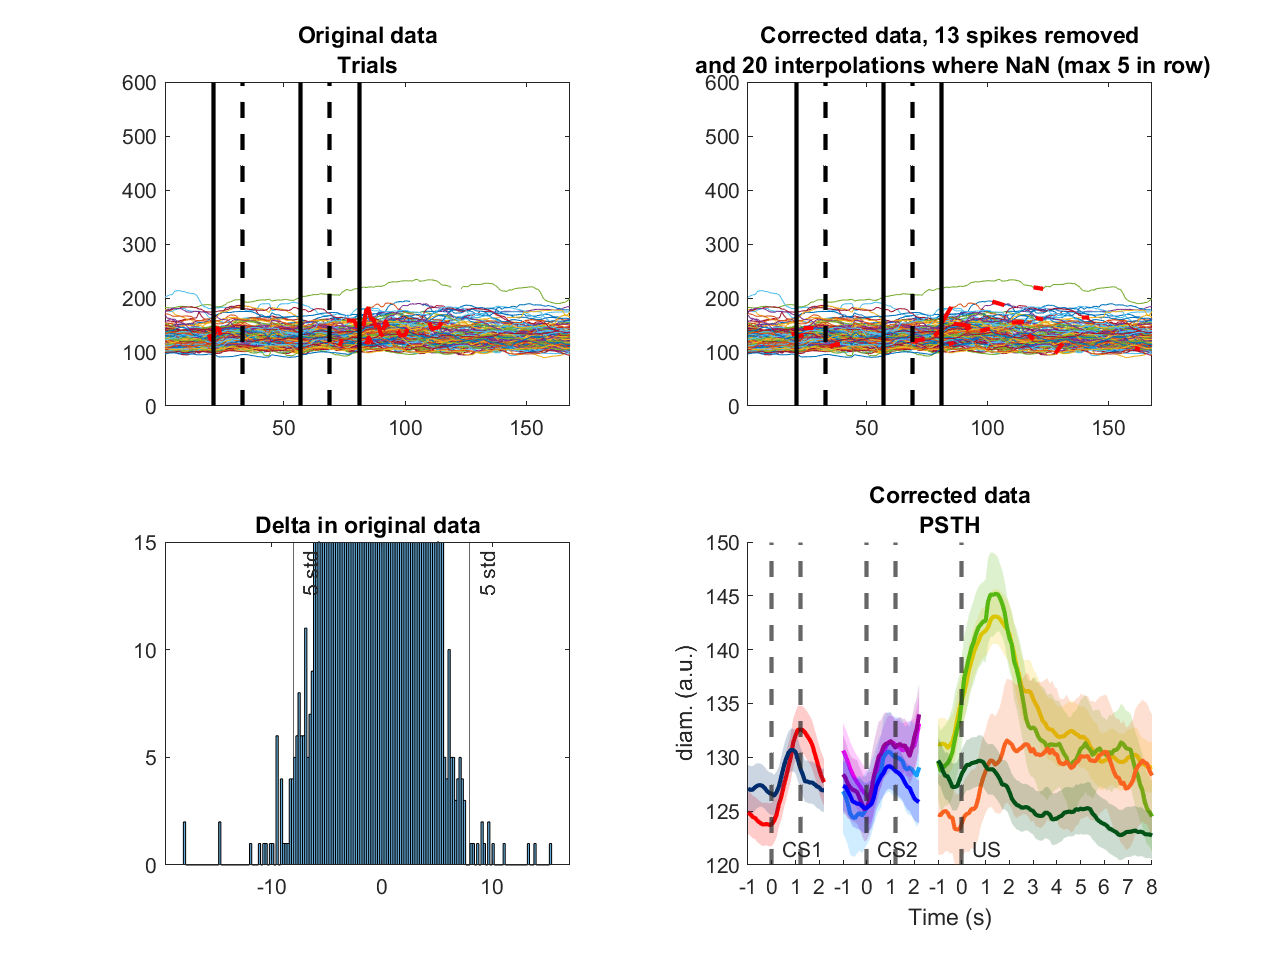 Original data
Trials
600
500
400
300
200
100
0
50
100
150
Corrected data, 13 spikes removed
and 20 interpolations where NaN (max 5 in row)
600
500
400
300
200
100
0
50
100
150
Delta in original data
15
10
5
0
5 std
5 std
-10
0
10
Corrected data
PSTH
diam. (a.u.)
150
145
140
135
130
125
120
CS1
CS2
US
-1 0 1 2 -1 0 1 2 -1 0 1 2 3 4 5 6 7 8
Time (s)